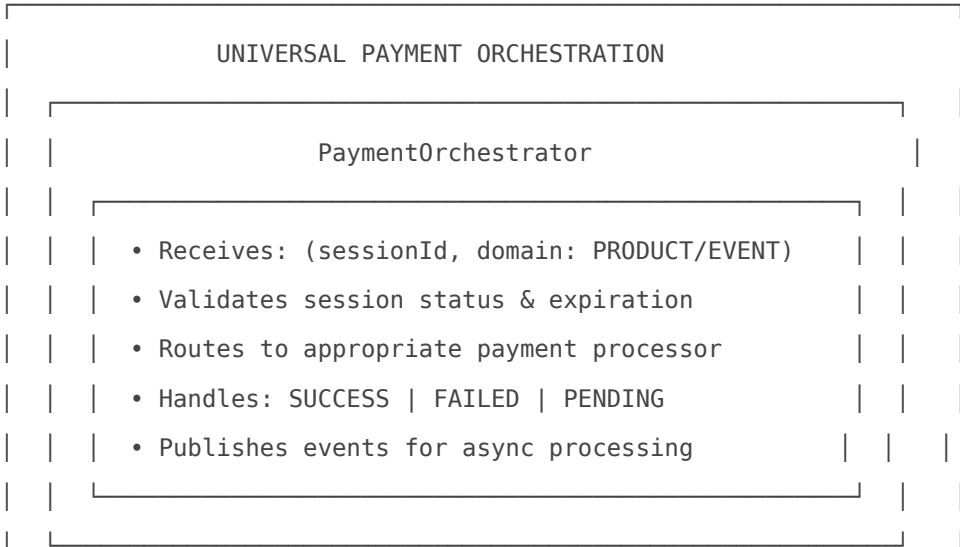 UNIVERSAL PAYMENT ORCHESTRATION
PaymentOrchestrator
• Receives: (sessionId, domain: PRODUCT/EVENT)
• Validates session status & expiration
• Routes to appropriate payment processor
• Handles: SUCCESS | FAILED | PENDING
• Publishes events for async processing